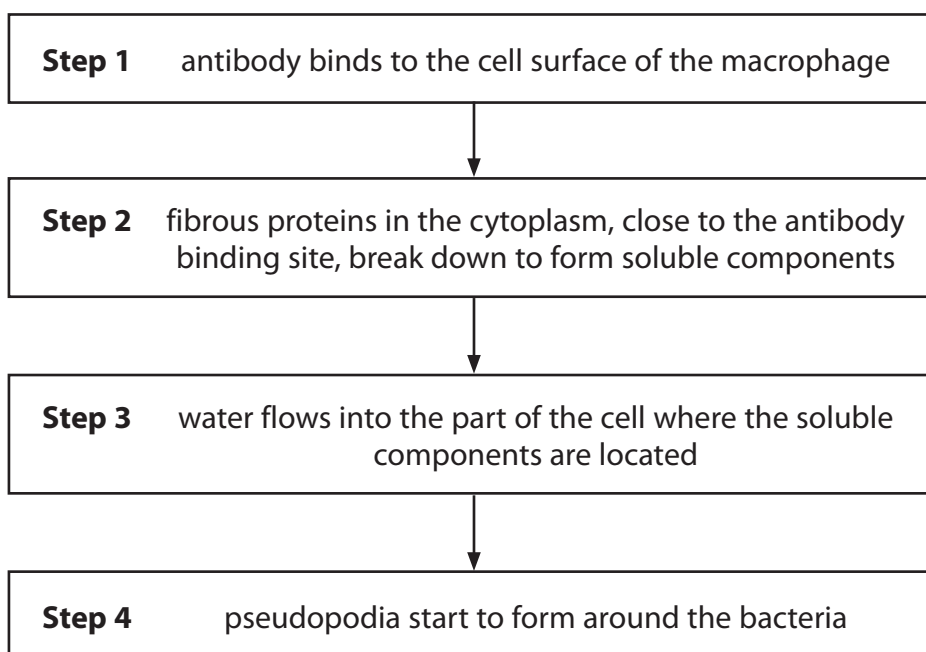 Step 1 antibody binds to the cell surface of the macrophage
Step 2 fibrous proteins in the cytoplasm, close to the antibody
binding site, break down to form soluble components
Step 3 water flows into the part of the cell where the soluble
components are located
Step 4 pseudopodia start to form around the bacteria